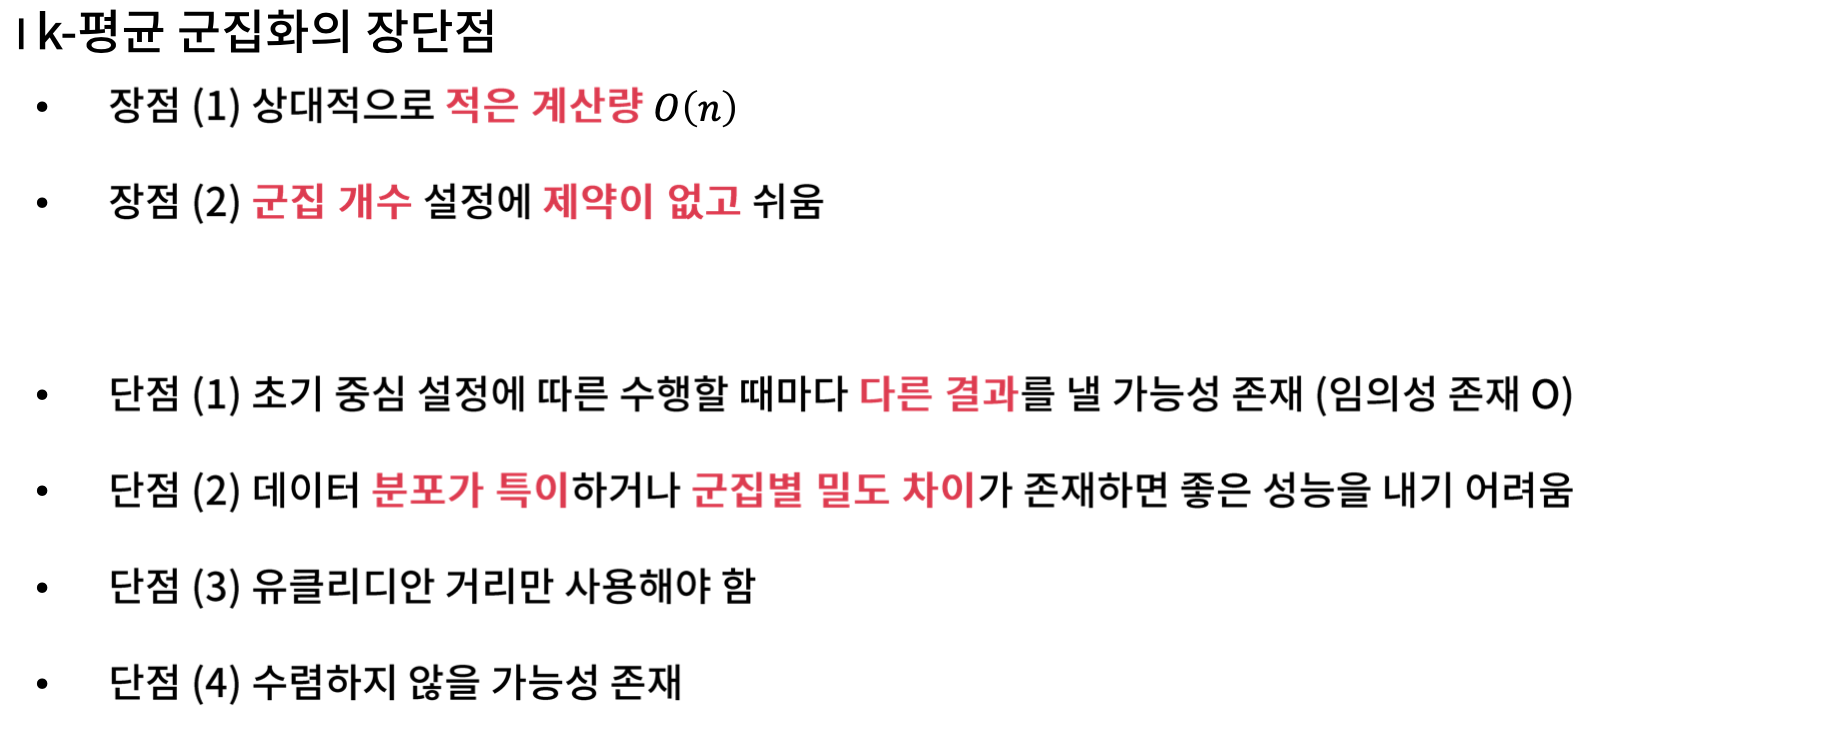 | k-평균 군집화의 장단점
• 장점 (1) 상대적으로 적은 계산량 O(n)
• 장점 (2) 군집 개수 설정에 제약이 없고 쉬움
• 단점 (1) 초기 중심 설정에 따른 수행할 때마다 다른 결과를 낼 가능성 존재 (임의성 존재 O)
• 단점 (2) 데이터 분포가 특이하거나 군집별 밀도 차이가 존재하면 좋은 성능을 내기 어려움
• 단점 (3) 유클리디안 거리만 사용해야 함
• 단점 (4) 수렴하지 않을 가능성 존재